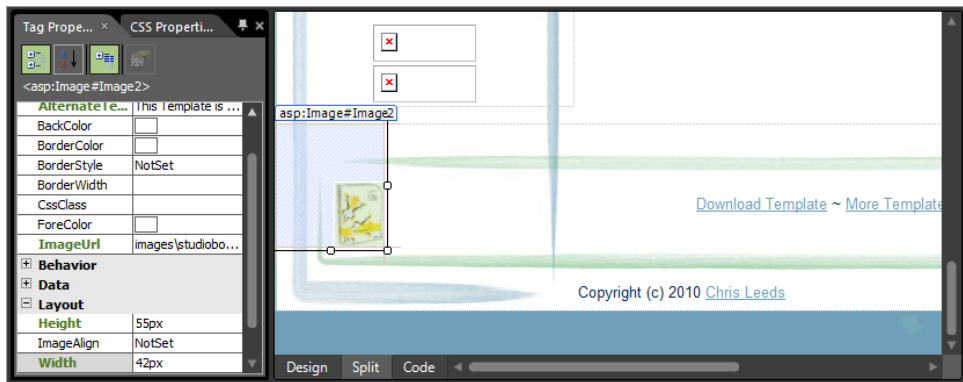 Tag Prope... × CSS Properti...
<asp:Image#Image2>
AlternateTe... This Template is ...
BackColor
BorderColor
BorderStyle NotSet
BorderWidth
CssClass
ForeColor
ImageUrl images\studiobo...
Behavior
Data
Layout
Height 55px
ImageAlign NotSet
Width 42px
asp:Image#Image2
Download Template ~ More Template
Copyright (c) 2010 Chris Leeds
Design Split Code